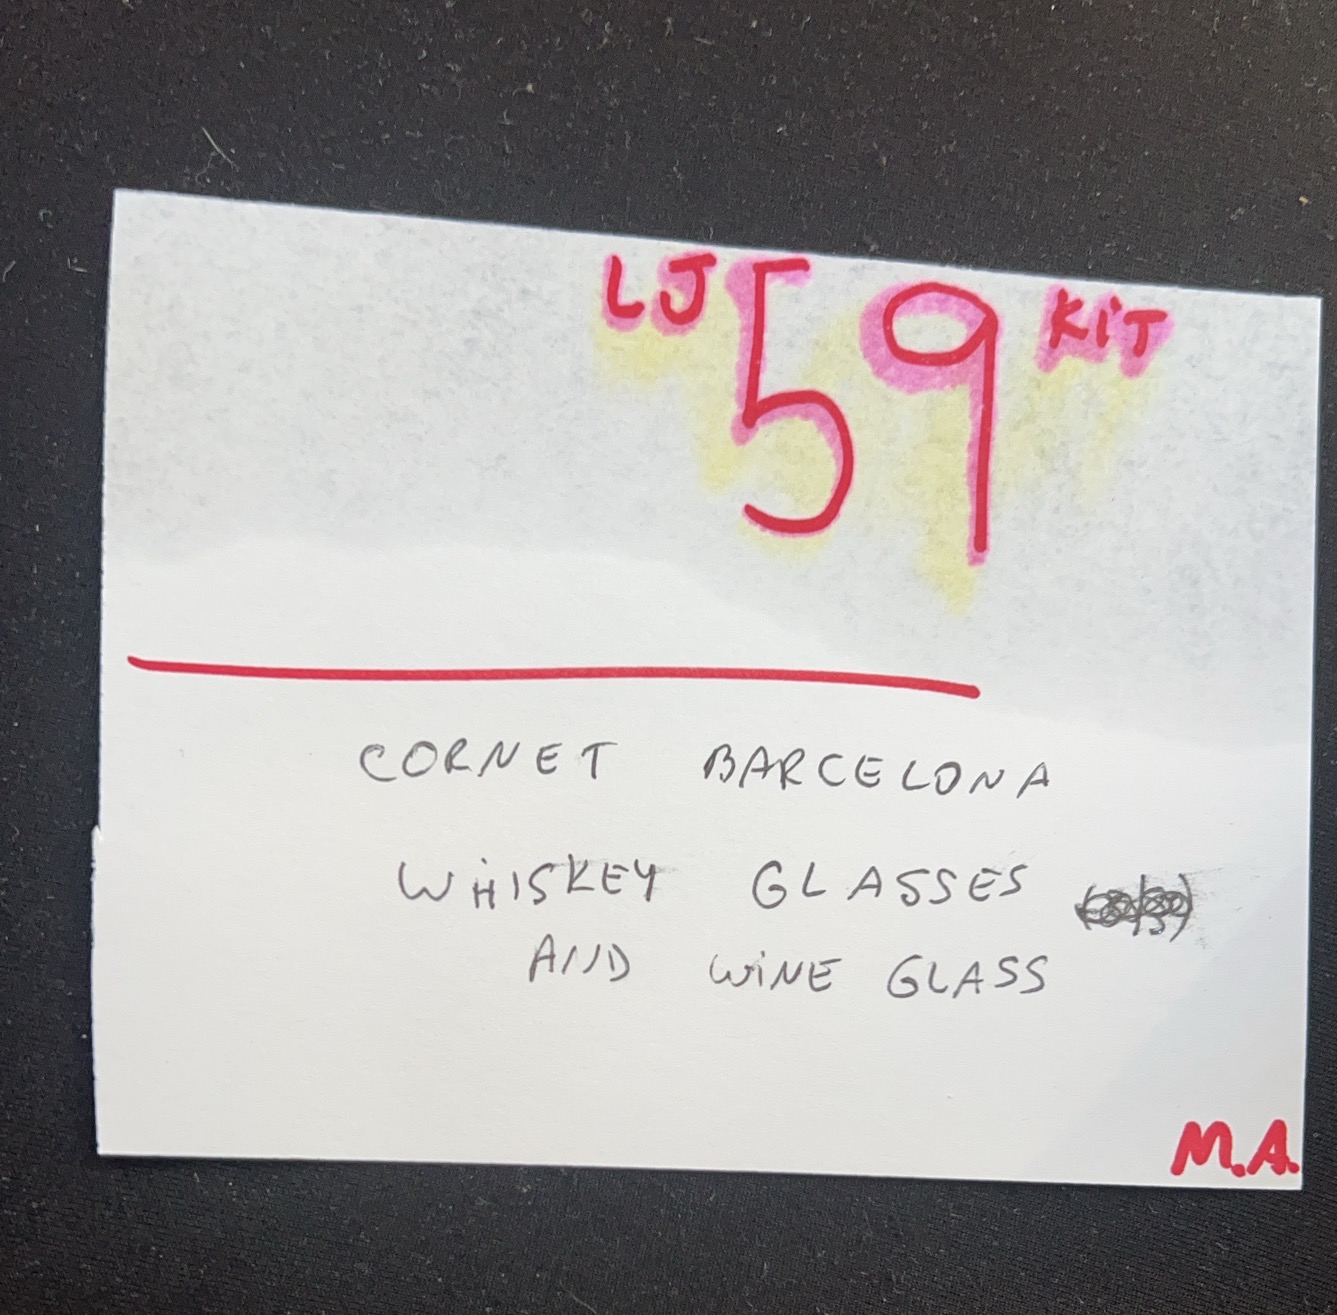 LJ 59 KiT
CORNET BARCELONA
WHISKEY GLASSES
AND WiNE GLASS
M.A.